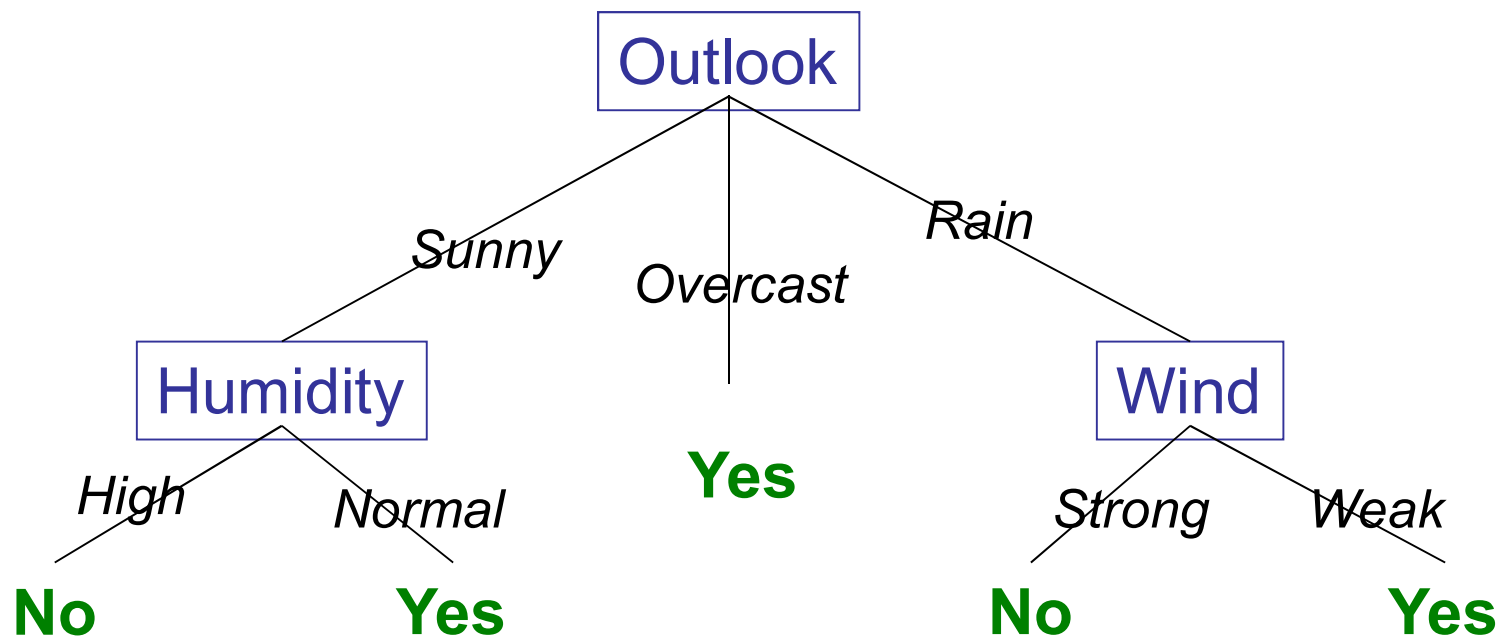 Outlook
Sunny
Overcast
Rain
Humidity
Wind
High
Normal
Yes
Strong
Weak
No
Yes
No
Yes